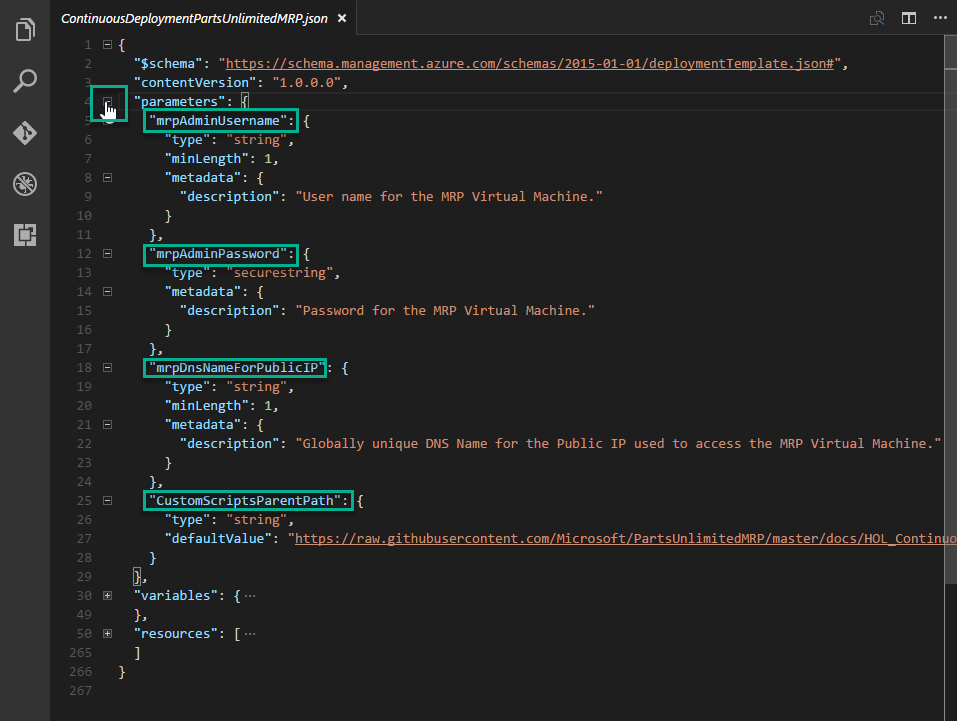 ContinuousDeploymentPartsUnlimitedMRP.json ×
1 {
2 "$schema": "https://schema.management.azure.com/schemas/2015-01-01/deploymentTemplate.json#",
3 "contentVersion": "1.0.0.0",
4 "parameters": {
5 "mrpAdminUsername": {
6 "type": "string",
7 "minLength": 1,
8 "metadata": {
9 "description": "User name for the MRP Virtual Machine."
10 }
11 },
12 "mrpAdminPassword": {
13 "type": "securestring",
14 "metadata": {
15 "description": "Password for the MRP Virtual Machine."
16 }
17 },
18 "mrpDnsNameForPublicIP": {
19 "type": "string",
20 "minLength": 1,
21 "metadata": {
22 "description": "Globally unique DNS Name for the Public IP used to access the MRP Virtual Machine."
23 }
24 },
25 "CustomScriptsParentPath": {
26 "type": "string",
27 "defaultValue": "https://raw.githubusercontent.com/Microsoft/PartsUnlimitedMRP/master/docs/HOL_Continuo
28 }
29 },
30 "variables": { ···
49 },
50 "resources": [ ···
265 ]
266 }
267